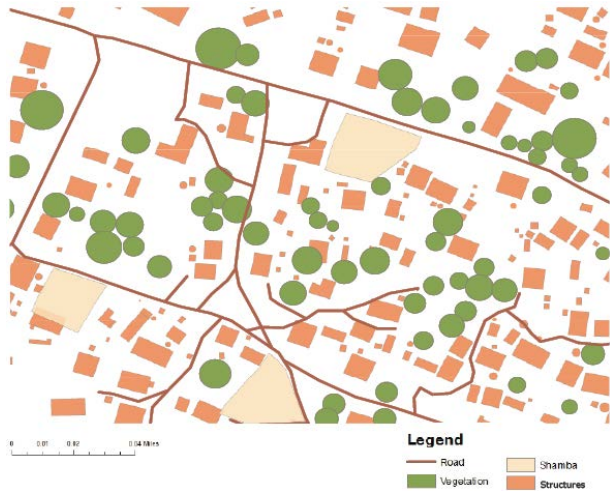 0 0.01 0.02 0.04 Miles
Legend
Road
Shamba
Vegetation
Structures